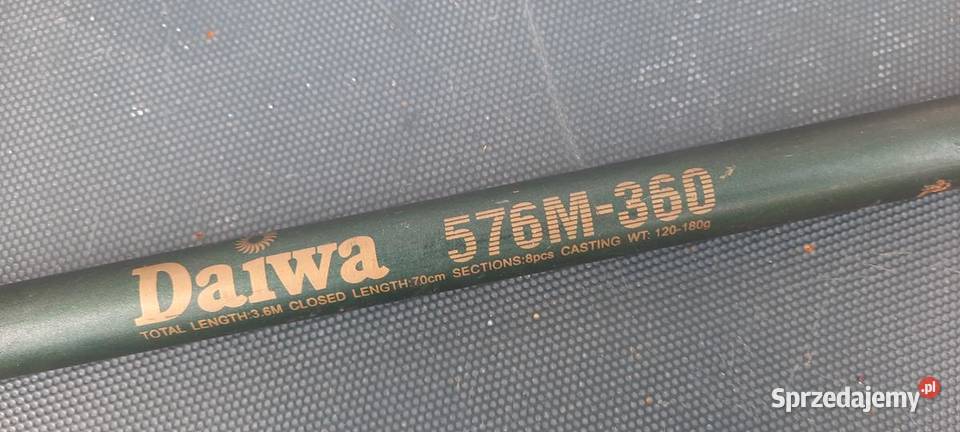 Daiwa 576M-360
TOTAL LENGTH:3.6M CLOSED LENGTH:70cm SECTIONS:8pcs CASTING WT: 120-180g
Sprzedajemy.pl